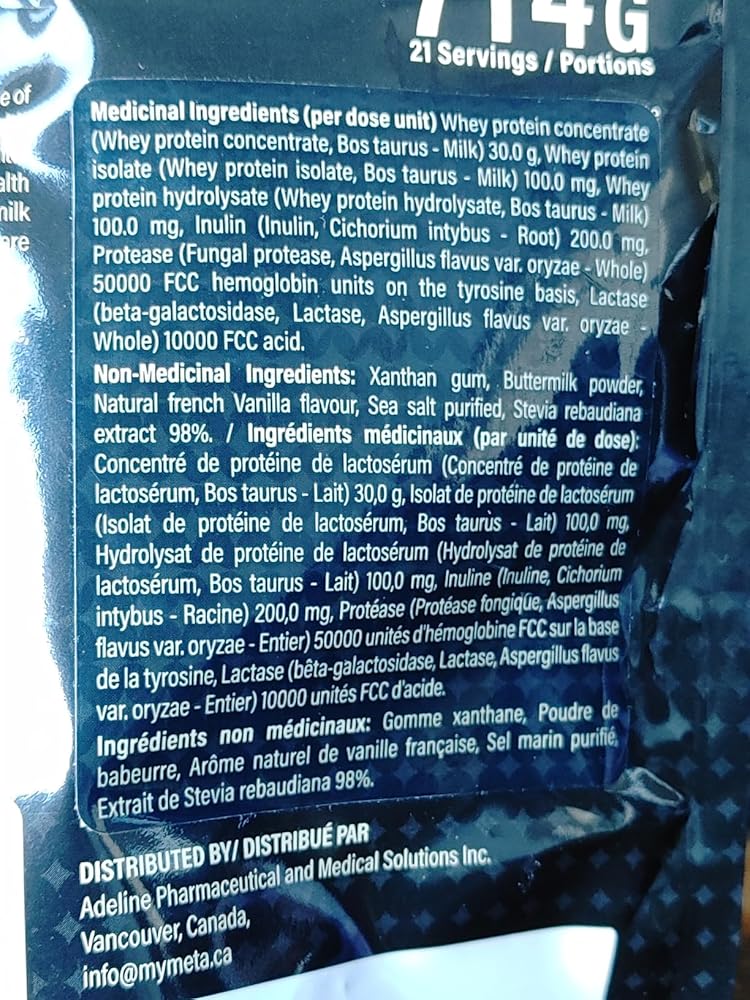 714G
21 Servings / Portions
e of
alth
milk
are
Medicinal Ingredients (per dose unit) Whey protein concentrate
(Whey protein concentrate, Bos taurus - Milk) 30.0 g, Whey protein
isolate (Whey protein isolate, Bos taurus - Milk) 100.0 mg, Whey
protein hydrolysate (Whey protein hydrolysate, Bos taurus - Milk)
100.0 mg, Inulin (Inulin, Cichorium intybus - Root) 200.0 mg,
Protease (Fungal protease, Aspergillus flavus var. oryzae - Whole)
50000 FCC hemoglobin units on the tyrosine basis, Lactase
(beta-galactosidase, Lactase, Aspergillus flavus var. oryzae -
Whole) 10000 FCC acid.
Non-Medicinal Ingredients: Xanthan gum, Buttermilk powder,
Natural french Vanilla flavour, Sea salt purified, Stevia rebaudiana
extract 98%. / Ingrédients médicinaux (par unité de dose):
Concentré de protéine de lactosérum (Concentré de protéine de
lactosérum, Bos taurus - Lait) 30,0 g, Isolat de protéine de lactosérum
(Isolat de protéine de lactosérum, Bos taurus - Lait) 100,0 mg,
Hydrolysat de protéine de lactosérum (Hydrolysat de protéine de
lactosérum, Bos taurus - Lait) 100,0 mg, Inuline (Inuline, Cichorium
intybus - Racine) 200,0 mg, Protéase (Protéase fongiqüe, Aspergillus
flavus var. oryzae - Entier) 50000 unités d'hémoglobine FCC sur la base
de la tyrosine, Lactase (bêta-galactosidase, Lactase, Aspergillus flavus
var. oryzae - Entier) 10000 unités FCC d'acide.
Ingrédients non médicinaux: Gomme xanthane, Poudre de
babeurre, Arôme naturel de vanille française, Sel marin purifié,
Extrait de Stevia rebaudiana 98%.
DISTRIBUTED BY/ DISTRIBUÉ PAR
Adeline Pharmaceutical and Medical Solutions Inc.
Vancouver, Canada,
info@mymeta.ca